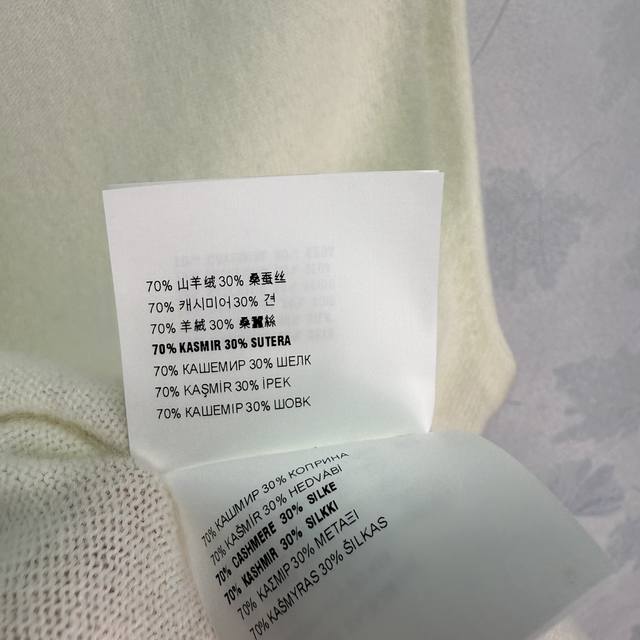 70% 山羊绒 30% 桑蚕丝
70% 캐시미어 30% 견
70% 羊絨 30% 桑蠶絲
70% KASMIR 30% SUTERA
70% КАШЕМИР 30% ШЕЛК
70% KAŞMİR 30% İPEK
70% КАШЕМІР 30% ШОВК
70% КАШМИР 30% КОПРИНА
70% KAŠMÍR 30% HEDVÁBÍ
70% CASHMERE 30% SILKE
70% KASHMIR 30% SILKKI
70% ΚΑΣΜΙΡ 30% ΜΕΤΑΞΙ
70% KAŠMYRAS 30% ŠILKAS